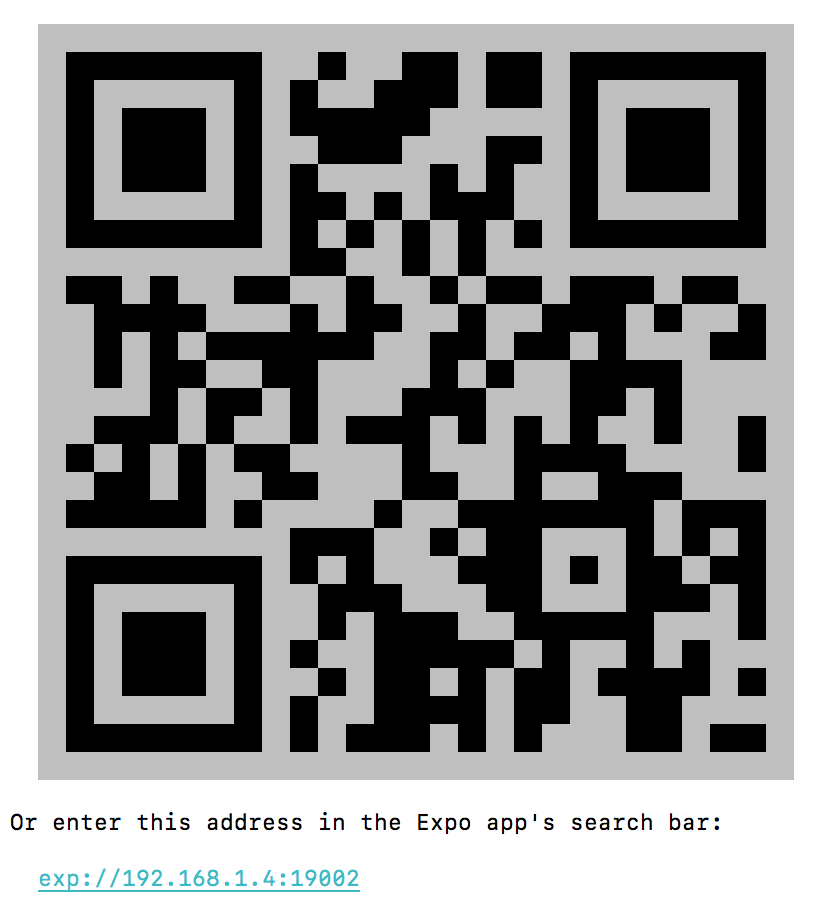 Or enter this address in the Expo app's search bar:
exp://192.168.1.4:19002